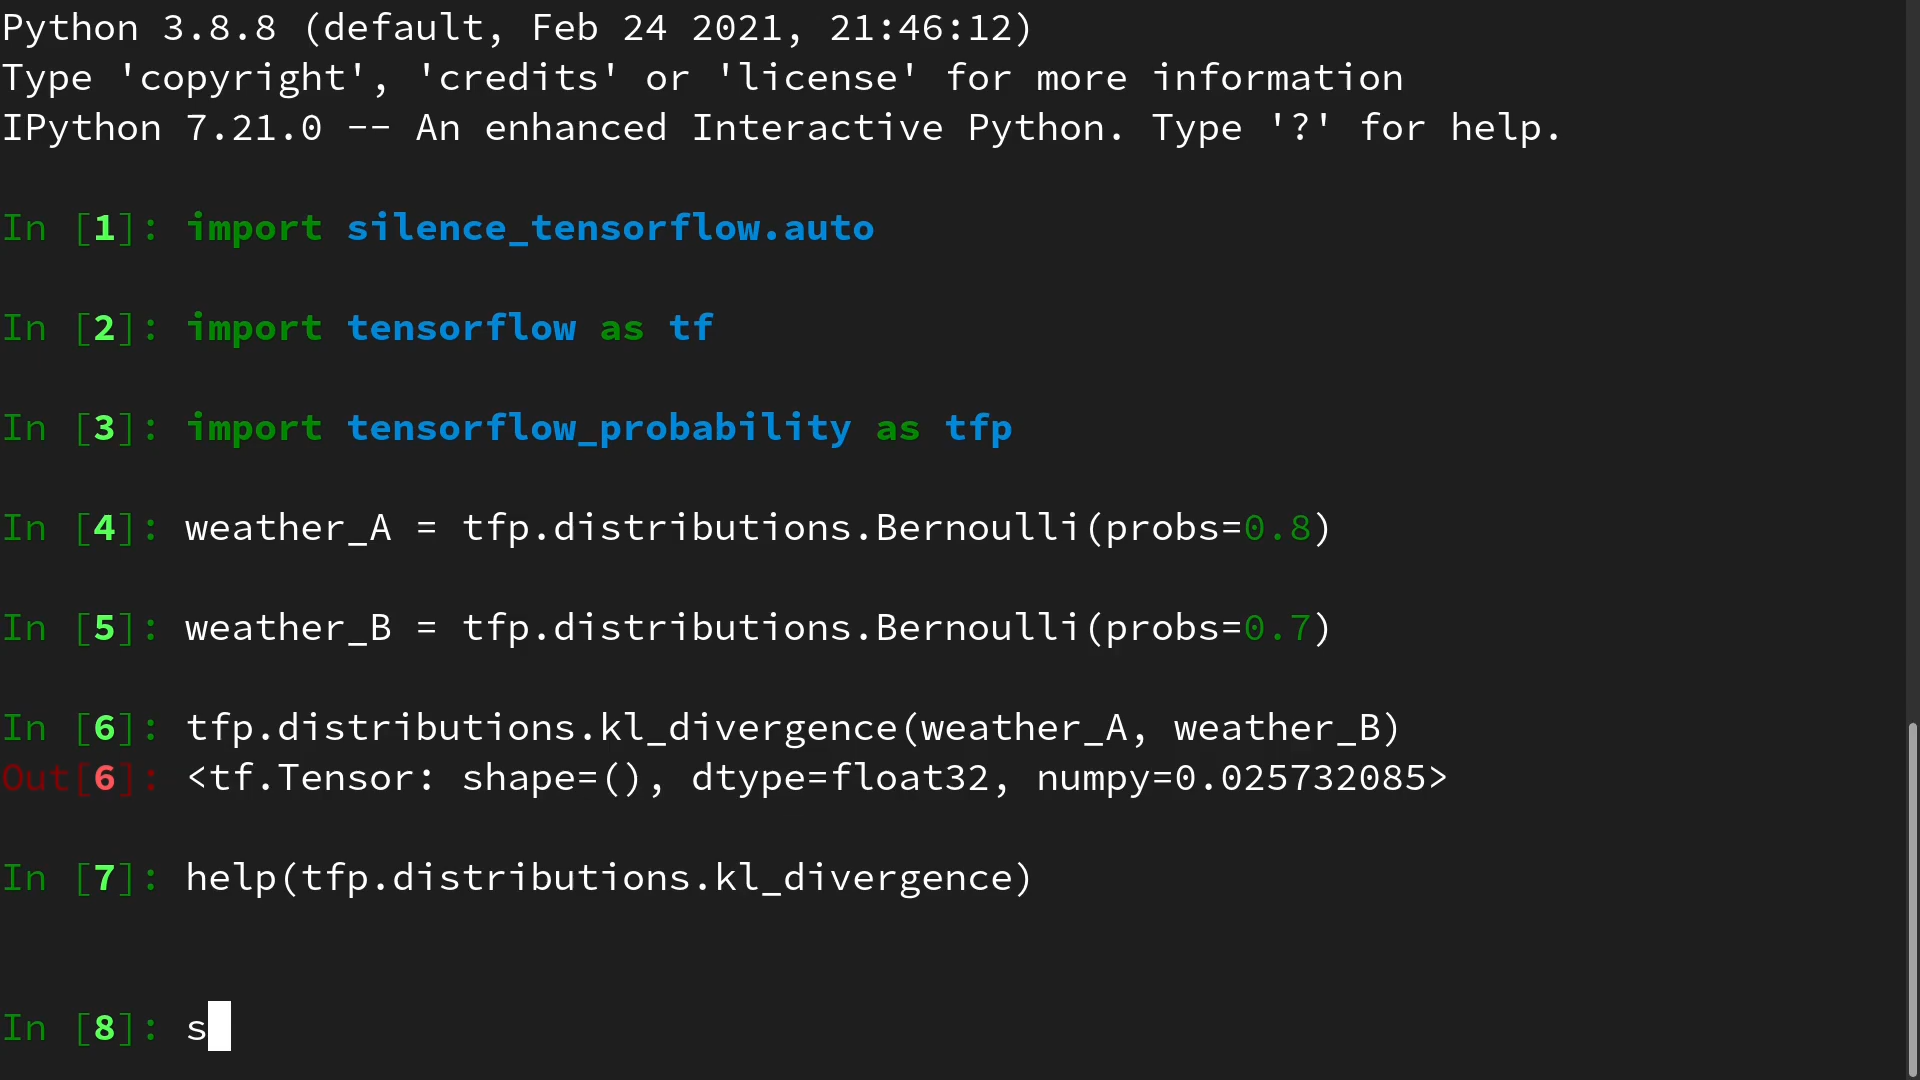 Python 3.8.8 (default, Feb 24 2021, 21:46:12)
Type 'copyright', 'credits' or 'license' for more information
IPython 7.21.0 -- An enhanced Interactive Python. Type '?' for help.
In [1]: import silence_tensorflow.auto
In [2]: import tensorflow as tf
In [3]: import tensorflow_probability as tfp
In [4]: weather_A = tfp.distributions.Bernoulli(probs=0.8)
In [5]: weather_B = tfp.distributions.Bernoulli(probs=0.7)
In [6]: tfp.distributions.kl_divergence(weather_A, weather_B)
Out[6]: <tf.Tensor: shape=(), dtype=float32, numpy=0.025732085>
In [7]: help(tfp.distributions.kl_divergence)
In [8]: s